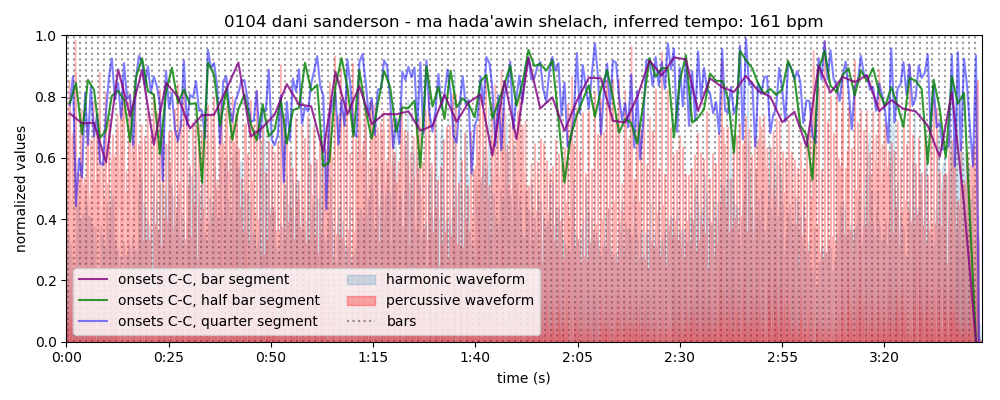 0104 dani sanderson - ma hada'awin shelach, inferred tempo: 161 bpm
normalized values
1.0
0.8
0.6
0.4
0.2
0.0
onsets C-C, bar segment
onsets C-C, half bar segment
onsets C-C, quarter segment
harmonic waveform
percussive waveform
bars
0:00 0:25 0:50 1:15 1:40 2:05 2:30 2:55 3:20
time (s)